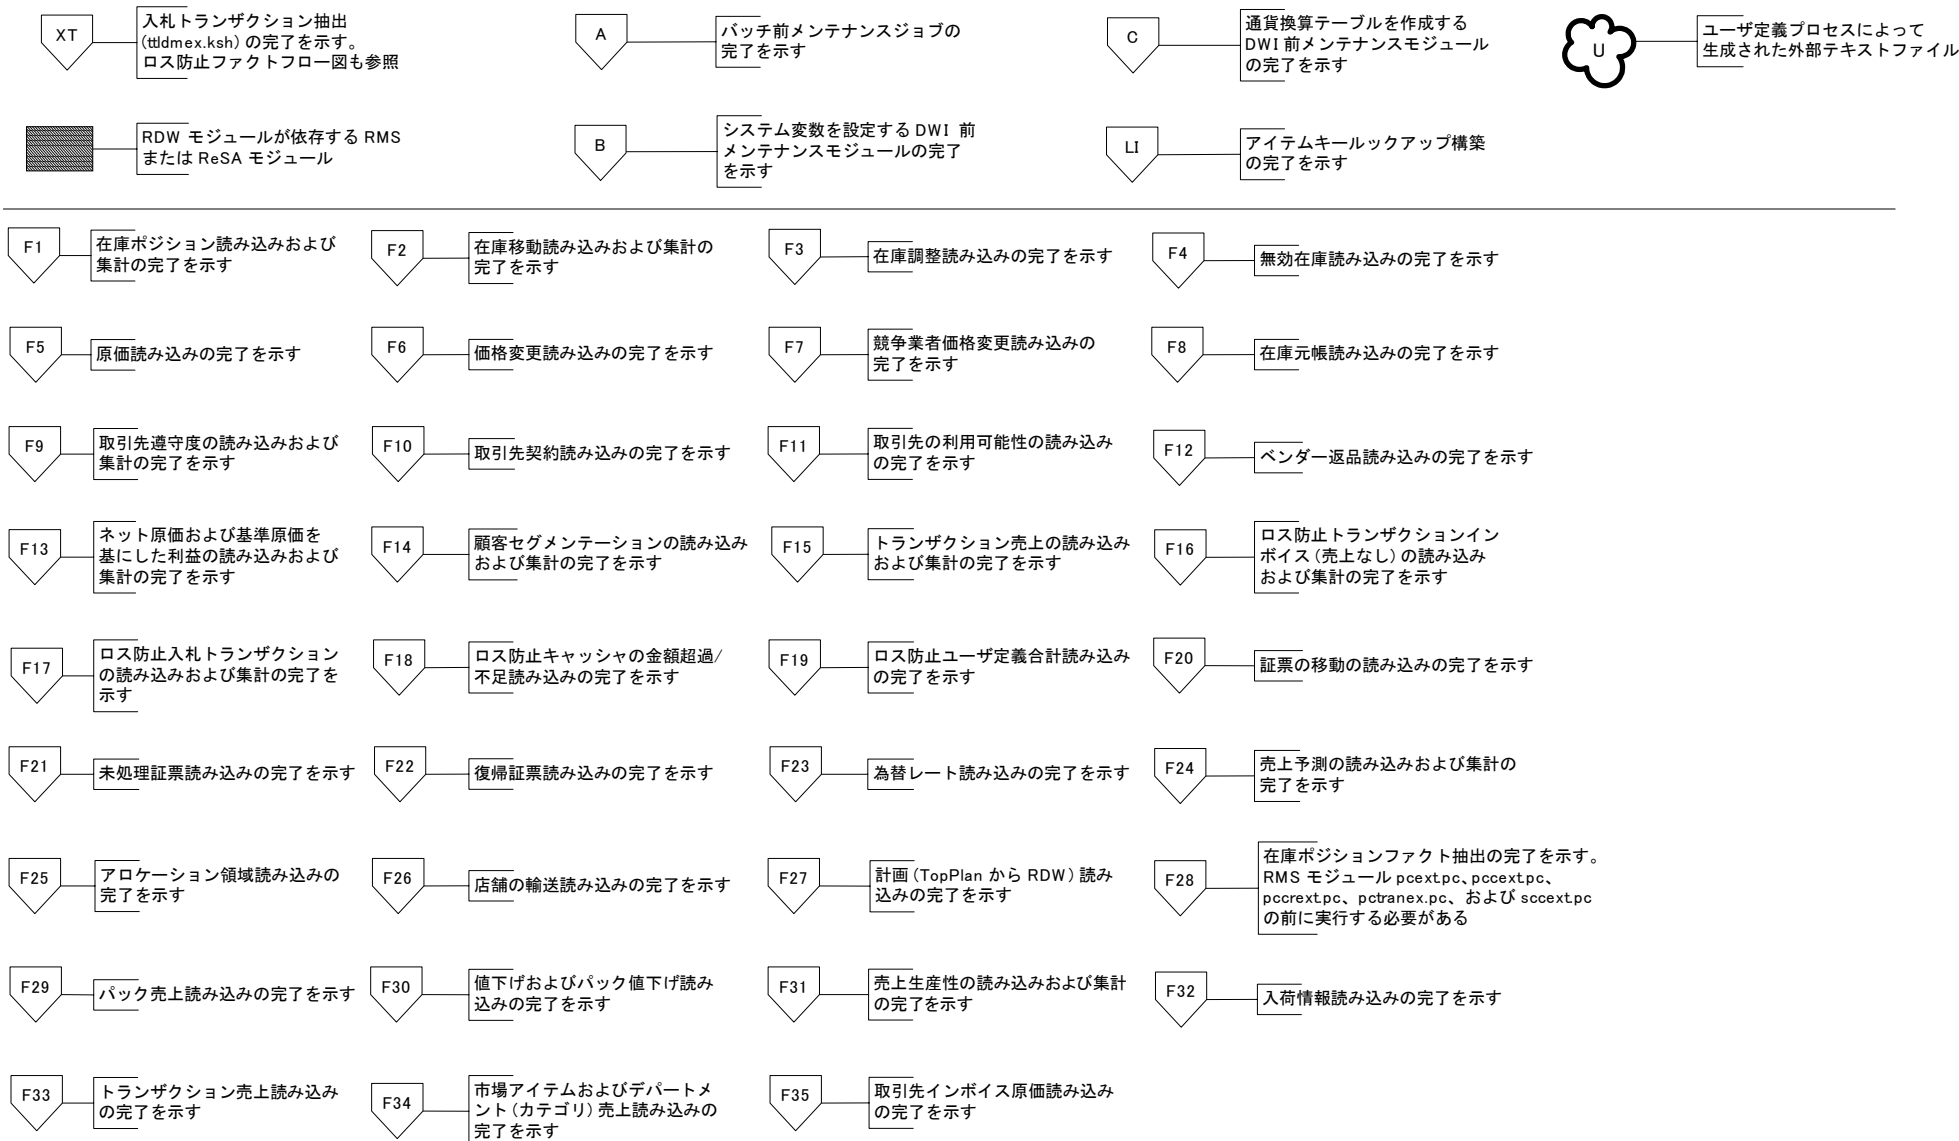 XT
入札トランザクション抽出
(ttldmex.ksh) の完了を示す。
ロス防止ファクトフロー図も参照
A
バッチ前メンテナンスジョブの
完了を示す
C
通貨換算テーブルを作成する
DWI 前メンテナンスモジュール
の完了を示す
U
ユーザ定義プロセスによって
生成された外部テキストファイル
RDW モジュールが依存する RMS
または ReSA モジュール
B
システム変数を設定する DWI 前
メンテナンスモジュールの完了
を示す
LI
アイテムキールックアップ構築
の完了を示す
F1
在庫ポジション読み込みおよび
集計の完了を示す
F2
在庫移動読み込みおよび集計の
完了を示す
F3
在庫調整読み込みの完了を示す
F4
無効在庫読み込みの完了を示す
F5
原価読み込みの完了を示す
F6
価格変更読み込みの完了を示す
F7
競争業者価格変更読み込みの
完了を示す
F8
在庫元帳読み込みの完了を示す
F9
取引先遵守度の読み込みおよび
集計の完了を示す
F10
取引先契約読み込みの完了を示す
F11
取引先の利用可能性の読み込み
の完了を示す
F12
ベンダー返品読み込みの完了を示す
F13
ネット原価および基準原価を
基にした利益の読み込みおよび
集計の完了を示す
F14
顧客セグメンテーションの読み込み
および集計の完了を示す
F15
トランザクション売上の読み込み
および集計の完了を示す
F16
ロス防止トランザクションイン
ボイス (売上なし) の読み込み
および集計の完了を示す
F17
ロス防止入札トランザクション
の読み込みおよび集計の完了を
示す
F18
ロス防止キャッシャの金額超過/
不足読み込みの完了を示す
F19
ロス防止ユーザ定義合計読み込み
の完了を示す
F20
証票の移動の読み込みの完了を示す
F21
未処理証票読み込みの完了を示す
F22
復帰証票読み込みの完了を示す
F23
為替レート読み込みの完了を示す
F24
売上予測の読み込みおよび集計の
完了を示す
F25
アロケーション領域読み込みの
完了を示す
F26
店舗の輸送読み込みの完了を示す
F27
計画 (TopPlan から RDW) 読み
込みの完了を示す
F28
在庫ポジションファクト抽出の完了を示す。
RMS モジュール pcext.pc、pccext.pc、
pccrext.pc、pctranex.pc、および sccext.pc
の前に実行する必要がある
F29
パック売上読み込みの完了を示す
F30
値下げおよびパック値下げ読み
込みの完了を示す
F31
売上生産性の読み込みおよび集計
の完了を示す
F32
入荷情報読み込みの完了を示す
F33
トランザクション売上読み込み
の完了を示す
F34
市場アイテムおよびデパートメ
ント (カテゴリ) 売上読み込みの
完了を示す
F35
取引先インボイス原価読み込み
の完了を示す